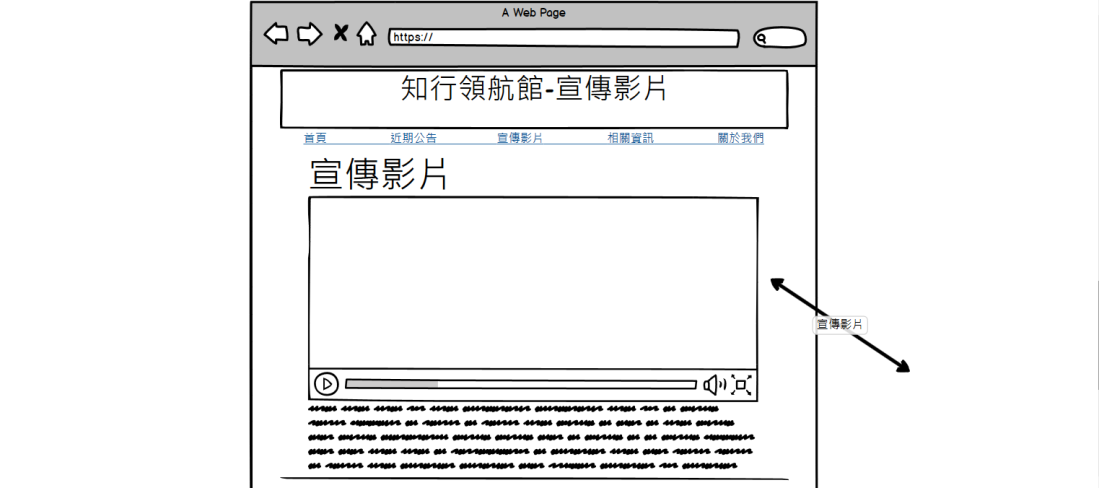 A Web Page
https://
知行領航館-宣傳影片
首頁 近期公告 宣傳影片 相關資訊 關於我們
宣傳影片
宣傳影片